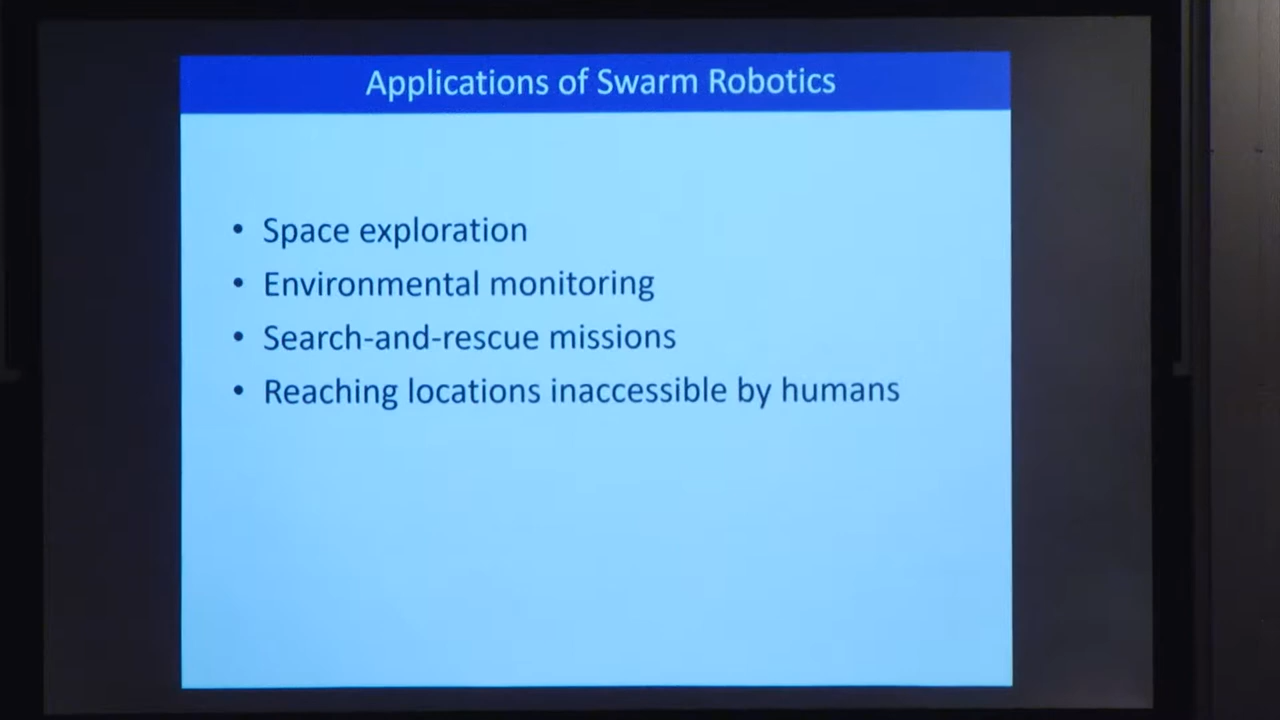 Applications of Swarm Robotics
• Space exploration
• Environmental monitoring
• Search-and-rescue missions
• Reaching locations inaccessible by humans